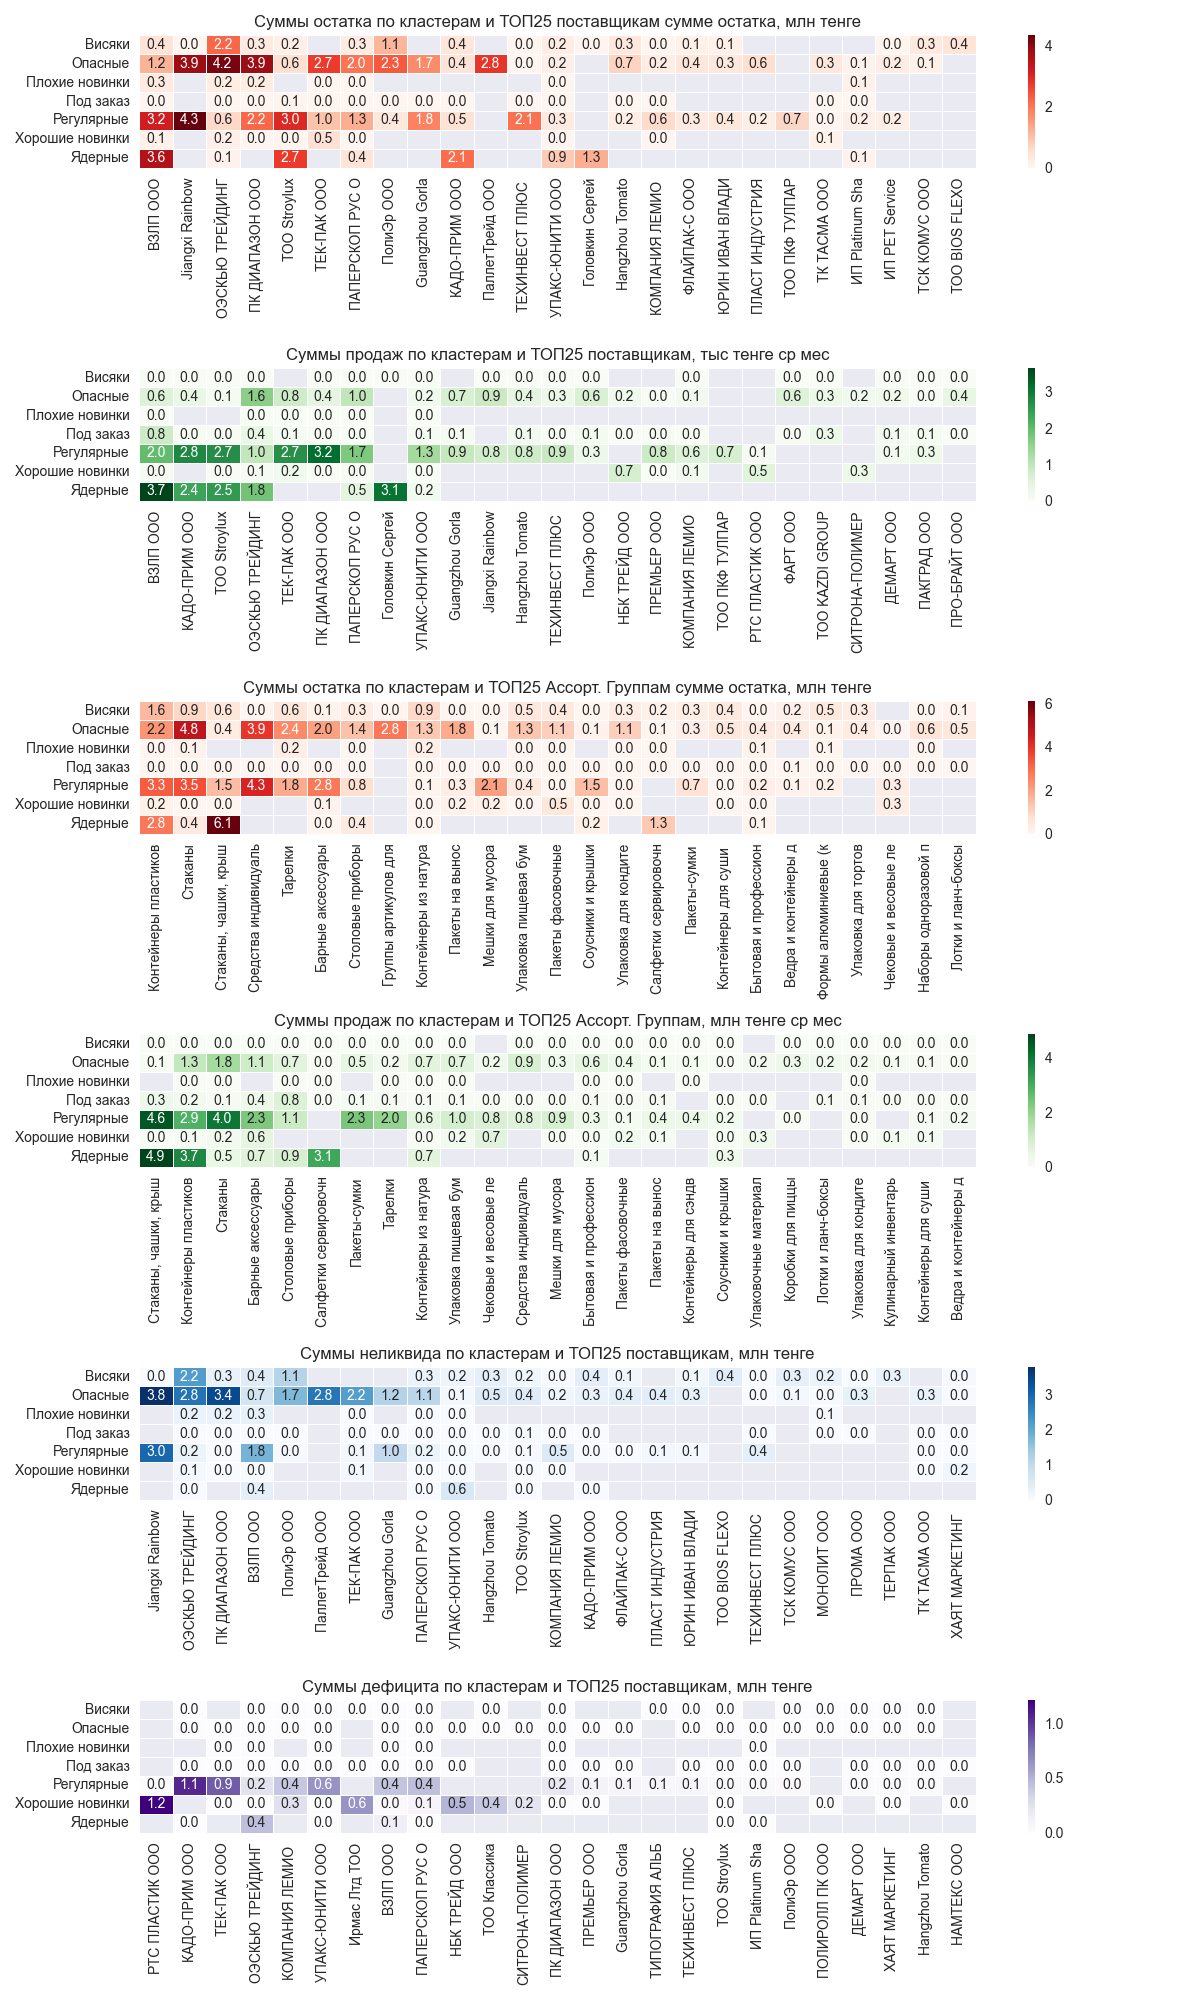 Суммы остатка по кластерам и ТОП25 поставщикам сумме остатка, млн тенге
Висяки 0.4 0.0 2.2 0.3 0.2 0.3 1.1 0.4 0.0 0.2 0.0 0.3 0.0 0.1 0.1 0.0 0.3 0.4
Опасные 1.2 3.9 4.2 3.9 0.6 2.7 2.0 2.3 1.7 0.4 2.8 0.0 0.2 0.7 0.2 0.4 0.3 0.6 0.3 0.1 0.2 0.1
Плохие новинки 0.3 0.2 0.2 0.0 0.0 0.0 0.1
Под заказ 0.0 0.0 0.0 0.1 0.0 0.0 0.0 0.0 0.0 0.0 0.0 0.0 0.0 0.0 0.0
Регулярные 3.2 4.3 0.6 2.2 3.0 1.0 1.3 0.4 1.8 0.5 2.1 0.3 0.2 0.6 0.3 0.4 0.2 0.7 0.0 0.2 0.2
Хорошие новинки 0.1 0.2 0.0 0.0 0.5 0.0 0.0 0.0 0.1
Ядерные 3.6 0.1 2.7 0.4 2.1 0.9 1.3 0.1
4
2
0
ВЗЛП ООО
Jiangxi Rainbow
ОЭСКЬЮ ТРЕЙДИНГ
ПК ДИАПАЗОН ООО
ТОО Stroylux
ТЕК-ПАК ООО
ПАПЕРСКОП РУС О
ПолиЭр ООО
Guangzhou Gorla
КАДО-ПРИМ ООО
ПаллетТрейд ООО
ТЕХИНВЕСТ ПЛЮС
УПАКС-ЮНИТИ ООО
Головкин Сергей
Hangzhou Tomato
КОМПАНИЯ ЛЕМИО
ФЛАЙПАК-С ООО
ЮРИН ИВАН ВЛАДИ
ПЛАСТ ИНДУСТРИЯ
ТОО ПКФ ТУЛПАР
ТК ТАСМА ООО
ИП Platinum Sha
ИП PET Service
ТСК КОМУС ООО
ТОО BIOS FLEXO
Суммы продаж по кластерам и ТОП25 поставщикам, тыс тенге ср мес
Висяки 0.0 0.0 0.0 0.0 0.0 0.0 0.0 0.0 0.0 0.0 0.0 0.0 0.0 0.0 0.0 0.0 0.0 0.0
Опасные 0.6 0.4 0.1 1.6 0.8 0.4 1.0 0.2 0.7 0.9 0.4 0.3 0.6 0.2 0.0 0.1 0.6 0.3 0.2 0.2 0.0 0.4
Плохие новинки 0.0 0.0 0.0 0.0 0.0 0.0
Под заказ 0.8 0.0 0.0 0.4 0.1 0.0 0.0 0.1 0.1 0.1 0.0 0.1 0.0 0.0 0.0 0.0 0.3 0.1 0.1 0.0
Регулярные 2.0 2.8 2.7 1.0 2.7 3.2 1.7 1.3 0.9 0.8 0.8 0.9 0.3 0.8 0.6 0.7 0.1 0.1 0.3
Хорошие новинки 0.0 0.0 0.1 0.2 0.0 0.0 0.0 0.7 0.0 0.1 0.5 0.3
Ядерные 3.7 2.4 2.5 1.8 0.5 3.1 0.2
3
2
1
0
ВЗЛП ООО
КАДО-ПРИМ ООО
ТОО Stroylux
ОЭСКЬЮ ТРЕЙДИНГ
ТЕК-ПАК ООО
ПК ДИАПАЗОН ООО
ПАПЕРСКОП РУС О
Головкин Сергей
УПАКС-ЮНИТИ ООО
Guangzhou Gorla
Jiangxi Rainbow
Hangzhou Tomato
ТЕХИНВЕСТ ПЛЮС
ПолиЭр ООО
НБК ТРЕЙД ООО
ПРЕМЬЕР ООО
КОМПАНИЯ ЛЕМИО
ТОО ПКФ ТУЛПАР
РТС ПЛАСТИК ООО
ФАРТ ООО
ТОО KAZDI GROUP
СИТРОНА-ПОЛИМЕР
ДЕМАРТ ООО
ПАКГРАД ООО
ПРО-БРАЙТ ООО
Суммы остатка по кластерам и ТОП25 Ассорт. Группам сумме остатка, млн тенге
Висяки 1.6 0.9 0.6 0.0 0.6 0.1 0.3 0.0 0.9 0.0 0.0 0.5 0.4 0.0 0.3 0.2 0.3 0.4 0.0 0.2 0.5 0.3 0.0 0.1
Опасные 2.2 4.8 0.4 3.9 2.4 2.0 1.4 2.8 1.3 1.8 0.1 1.3 1.1 0.1 1.1 0.1 0.3 0.5 0.4 0.4 0.1 0.4 0.0 0.6 0.5
Плохие новинки 0.0 0.1 0.2 0.0 0.2 0.0 0.0 0.0 0.0 0.1 0.1 0.0
Под заказ 0.0 0.0 0.0 0.0 0.0 0.0 0.0 0.0 0.0 0.0 0.0 0.0 0.0 0.0 0.0 0.0 0.0 0.0 0.1 0.0 0.0 0.0 0.0 0.0
Регулярные 3.3 3.5 1.5 4.3 1.8 2.8 0.8 0.1 0.3 2.1 0.4 0.0 1.5 0.0 0.7 0.0 0.2 0.1 0.2 0.3
Хорошие новинки 0.2 0.0 0.0 0.1 0.0 0.2 0.2 0.0 0.5 0.0 0.0 0.0 0.0 0.3
Ядерные 2.8 0.4 6.1 0.0 0.4 0.0 0.2 1.3 0.1
6
4
2
0
Контейнеры пластиков
Стаканы
Стаканы, чашки, крыш
Средства индивидуаль
Тарелки
Барные аксессуары
Столовые приборы
Группы артикулов для
Контейнеры из натура
Пакеты на вынос
Мешки для мусора
Упаковка пищевая бум
Пакеты фасовочные
Соусники и крышки
Упаковка для кондите
Салфетки сервировочн
Пакеты-сумки
Контейнеры для суши
Бытовая и профессион
Ведра и контейнеры д
Формы алюминиевые (к
Упаковка для тортов
Чековые и весовые ле
Наборы одноразовой п
Лотки и ланч-боксы
Суммы продаж по кластерам и ТОП25 Ассорт. Группам, млн тенге ср мес
Висяки 0.0 0.0 0.0 0.0 0.0 0.0 0.0 0.0 0.0 0.0 0.0 0.0 0.0 0.0 0.0 0.0 0.0 0.0 0.0 0.0 0.0 0.0 0.0
Опасные 0.1 1.3 1.8 1.1 0.7 0.0 0.5 0.2 0.7 0.7 0.2 0.9 0.3 0.6 0.4 0.1 0.1 0.0 0.2 0.3 0.2 0.2 0.1 0.1 0.0
Плохие новинки 0.0 0.0 0.0 0.0 0.0 0.0 0.0 0.0 0.0 0.0 0.0
Под заказ 0.3 0.2 0.1 0.4 0.8 0.0 0.1 0.1 0.1 0.1 0.0 0.0 0.0 0.1 0.0 0.1 0.0 0.0 0.1 0.1 0.0 0.0 0.0
Регулярные 4.6 2.9 4.0 2.3 1.1 2.3 2.0 0.6 1.0 0.8 0.8 0.9 0.3 0.1 0.4 0.4 0.2 0.0 0.0 0.1 0.2
Хорошие новинки 0.0 0.1 0.2 0.6 0.0 0.2 0.7 0.0 0.0 0.2 0.1 0.0 0.3 0.0 0.1 0.1
Ядерные 4.9 3.7 0.5 0.7 0.9 3.1 0.7 0.1 0.3
4
2
0
Стаканы, чашки, крыш
Контейнеры пластиков
Стаканы
Барные аксессуары
Столовые приборы
Салфетки сервировочн
Пакеты-сумки
Тарелки
Контейнеры из натура
Упаковка пищевая бум
Чековые и весовые ле
Средства индивидуаль
Мешки для мусора
Бытовая и профессион
Пакеты фасовочные
Пакеты на вынос
Контейнеры для сэндв
Соусники и крышки
Упаковочные материал
Коробки для пиццы
Лотки и ланч-боксы
Упаковка для кондите
Кулинарный инвентарь
Контейнеры для суши
Ведра и контейнеры д
Суммы неликвида по кластерам и ТОП25 поставщикам, млн тенге
Висяки 0.0 2.2 0.3 0.4 1.1 0.3 0.2 0.3 0.2 0.0 0.4 0.1 0.1 0.4 0.0 0.3 0.2 0.0 0.3 0.0
Опасные 3.8 2.8 3.4 0.7 1.7 2.8 2.2 1.2 1.1 0.1 0.5 0.4 0.2 0.3 0.4 0.4 0.3 0.0 0.1 0.0 0.3 0.3 0.0
Плохие новинки 0.2 0.2 0.3 0.0 0.0 0.0 0.1
Под заказ 0.0 0.0 0.0 0.0 0.0 0.0 0.0 0.0 0.0 0.1 0.0 0.0 0.0 0.0 0.0 0.0 0.0
Регулярные 3.0 0.2 0.0 1.8 0.0 0.1 1.0 0.2 0.0 0.0 0.1 0.5 0.0 0.0 0.1 0.1 0.4 0.0 0.0
Хорошие новинки 0.1 0.0 0.0 0.1 0.0 0.0 0.0 0.0 0.0 0.2
Ядерные 0.0 0.4 0.6 0.0 0.0
3
2
1
0
Jiangxi Rainbow
ОЭСКЬЮ ТРЕЙДИНГ
ПК ДИАПАЗОН ООО
ВЗЛП ООО
ПолиЭр ООО
ПаллетТрейд ООО
ТЕК-ПАК ООО
Guangzhou Gorla
ПАПЕРСКОП РУС О
УПАКС-ЮНИТИ ООО
Hangzhou Tomato
ТОО Stroylux
КОМПАНИЯ ЛЕМИО
КАДО-ПРИМ ООО
ФЛАЙПАК-С ООО
ПЛАСТ ИНДУСТРИЯ
ЮРИН ИВАН ВЛАДИ
ТОО BIOS FLEXO
ТЕХИНВЕСТ ПЛЮС
ТСК КОМУС ООО
МОНОЛИТ ООО
ПРОМА ООО
ТЕРПАК ООО
ТК ТАСМА ООО
ХАЯТ МАРКЕТИНГ
Суммы дефицита по кластерам и ТОП25 поставщикам, млн тенге
Висяки 0.0 0.0 0.0 0.0 0.0 0.0 0.0 0.0 0.0 0.0 0.0 0.0 0.0 0.0 0.0 0.0 0.0
Опасные 0.0 0.0 0.0 0.0 0.0 0.0 0.0 0.0 0.0 0.0 0.0 0.0 0.0 0.0 0.0 0.0 0.0 0.0 0.0 0.0 0.0
Плохие новинки 0.0 0.0 0.0 0.0 0.0 0.0
Под заказ 0.0 0.0 0.0 0.0 0.0 0.0 0.0 0.0 0.0 0.0 0.0 0.0 0.0 0.0 0.0 0.0 0.0 0.0 0.0 0.0
Регулярные 0.0 1.1 0.9 0.2 0.4 0.6 0.4 0.4 0.2 0.1 0.1 0.1 0.1 0.0 0.0 0.0 0.0 0.0 0.0
Хорошие новинки 1.2 0.0 0.0 0.3 0.0 0.6 0.0 0.1 0.5 0.4 0.2 0.0 0.0 0.0 0.0 0.0 0.0
Ядерные 0.0 0.4 0.0 0.1 0.0 0.0 0.0
1.0
0.5
0.0
РТС ПЛАСТИК ООО
КАДО-ПРИМ ООО
ТЕК-ПАК ООО
ОЭСКЬЮ ТРЕЙДИНГ
КОМПАНИЯ ЛЕМИО
УПАКС-ЮНИТИ ООО
Ирмас Лтд ТОО
ВЗЛП ООО
ПАПЕРСКОП РУС О
НБК ТРЕЙД ООО
ТОО Классика
СИТРОНА-ПОЛИМЕР
ПК ДИАПАЗОН ООО
ПРЕМЬЕР ООО
Guangzhou Gorla
ТИПОГРАФИЯ АЛЬБ
ТЕХИНВЕСТ ПЛЮС
ТОО Stroylux
ИП Platinum Sha
ПолиЭр ООО
ПОЛИРОЛЛ ПК ООО
ДЕМАРТ ООО
ХАЯТ МАРКЕТИНГ
Hangzhou Tomato
НАМТЕКС ООО